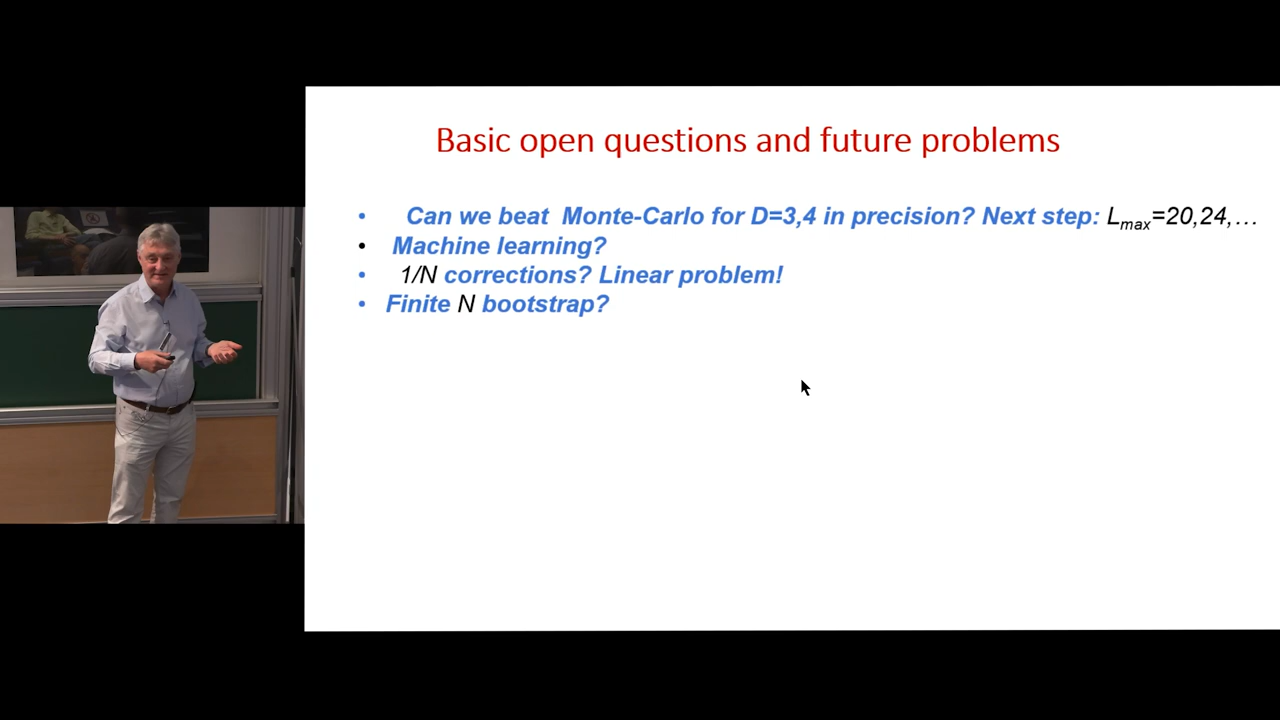 Basic open questions and future problems
• Can we beat Monte-Carlo for D=3,4 in precision? Next step: Lmax=20,24,…
• Machine learning?
• 1/N corrections? Linear problem!
• Finite N bootstrap?